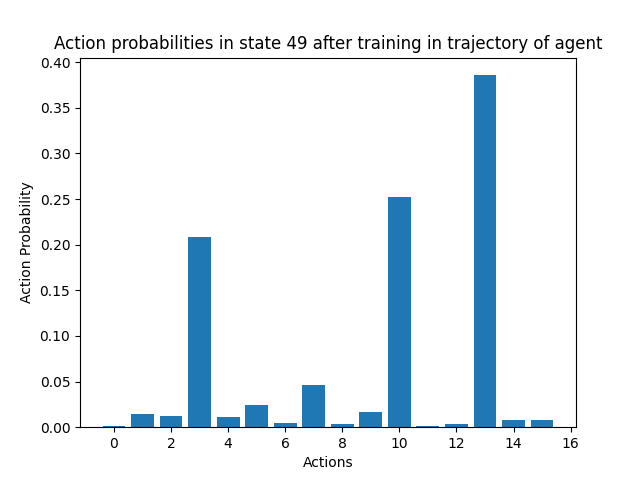 Action probabilities in state 49 after training in trajectory of agent
0.40
0.35
0.30
0.25
0.20
0.15
0.10
0.05
0.00
Action Probability
0 2 4 6 8 10 12 14 16
Actions